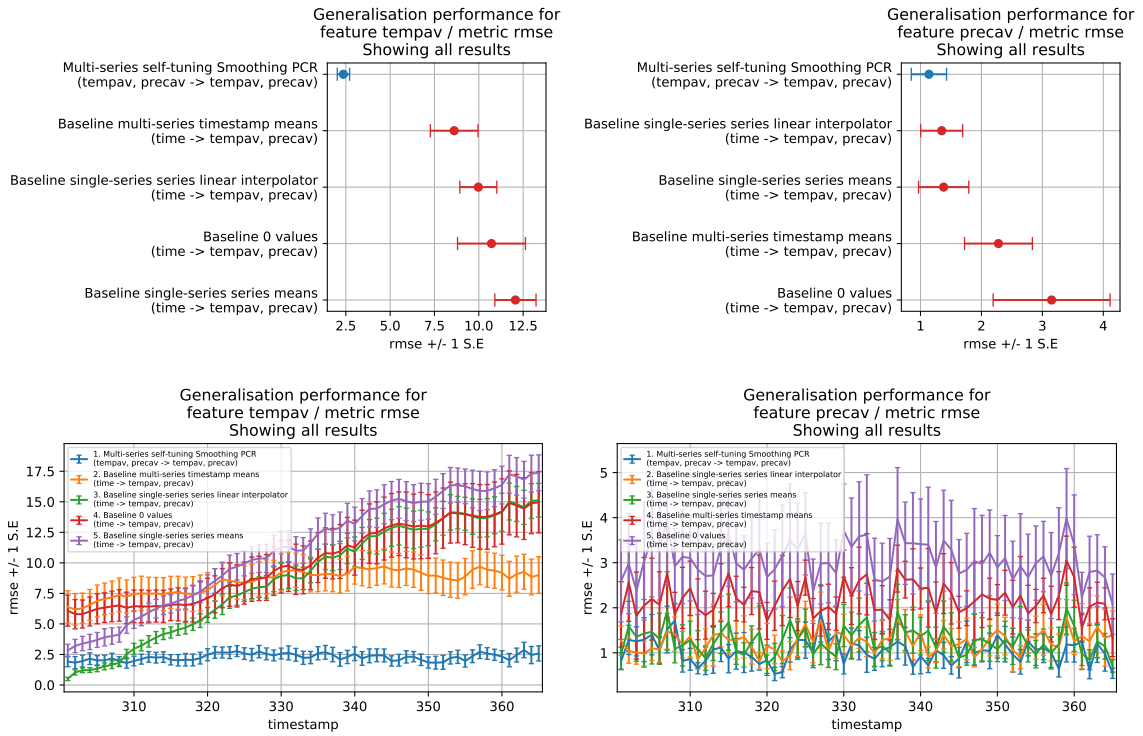 Generalisation performance for
feature tempav / metric rmse
Showing all results
Multi-series self-tuning Smoothing PCR
(tempav, precav -> tempav, precav)
Baseline multi-series timestamp means
(time -> tempav, precav)
Baseline single-series series linear interpolator
(time -> tempav, precav)
Baseline 0 values
(time -> tempav, precav)
Baseline single-series series means
(time -> tempav, precav)
2.5 5.0 7.5 10.0 12.5
rmse +/- 1 S.E
Generalisation performance for
feature precav / metric rmse
Showing all results
Multi-series self-tuning Smoothing PCR
(tempav, precav -> tempav, precav)
Baseline single-series series linear interpolator
(time -> tempav, precav)
Baseline single-series series means
(time -> tempav, precav)
Baseline multi-series timestamp means
(time -> tempav, precav)
Baseline 0 values
(time -> tempav, precav)
1 2 3 4
rmse +/- 1 S.E
Generalisation performance for
feature tempav / metric rmse
Showing all results
1. Multi-series self-tuning Smoothing PCR
(tempav, precav -> tempav, precav)
2. Baseline multi-series timestamp means
(time -> tempav, precav)
3. Baseline single-series series linear interpolator
(time -> tempav, precav)
4. Baseline 0 values
(time -> tempav, precav)
5. Baseline single-series series means
(time -> tempav, precav)
17.5
15.0
12.5
10.0
7.5
5.0
2.5
0.0
rmse +/- 1 S.E
310 320 330 340 350 360
timestamp
Generalisation performance for
feature precav / metric rmse
Showing all results
1. Multi-series self-tuning Smoothing PCR
(tempav, precav -> tempav, precav)
2. Baseline single-series series linear interpolator
(time -> tempav, precav)
3. Baseline single-series series means
(time -> tempav, precav)
4. Baseline multi-series timestamp means
(time -> tempav, precav)
5. Baseline 0 values
(time -> tempav, precav)
5
4
3
2
1
rmse +/- 1 S.E
310 320 330 340 350 360
timestamp